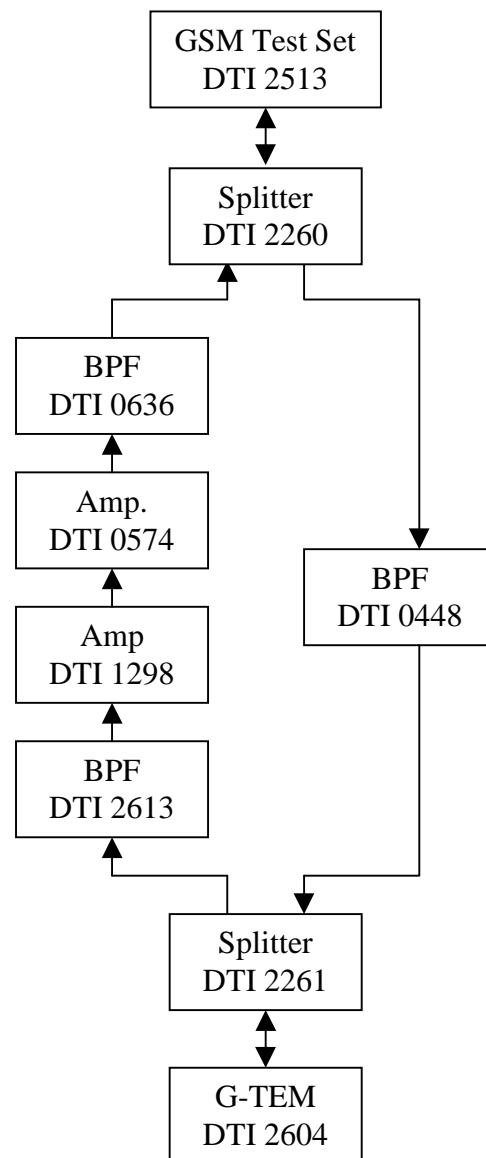 GSM Test Set
DTI 2513
Splitter
DTI 2260
BPF
DTI 0636
Amp.
DTI 0574
BPF
DTI 0448
Amp
DTI 1298
BPF
DTI 2613
Splitter
DTI 2261
G-TEM
DTI 2604